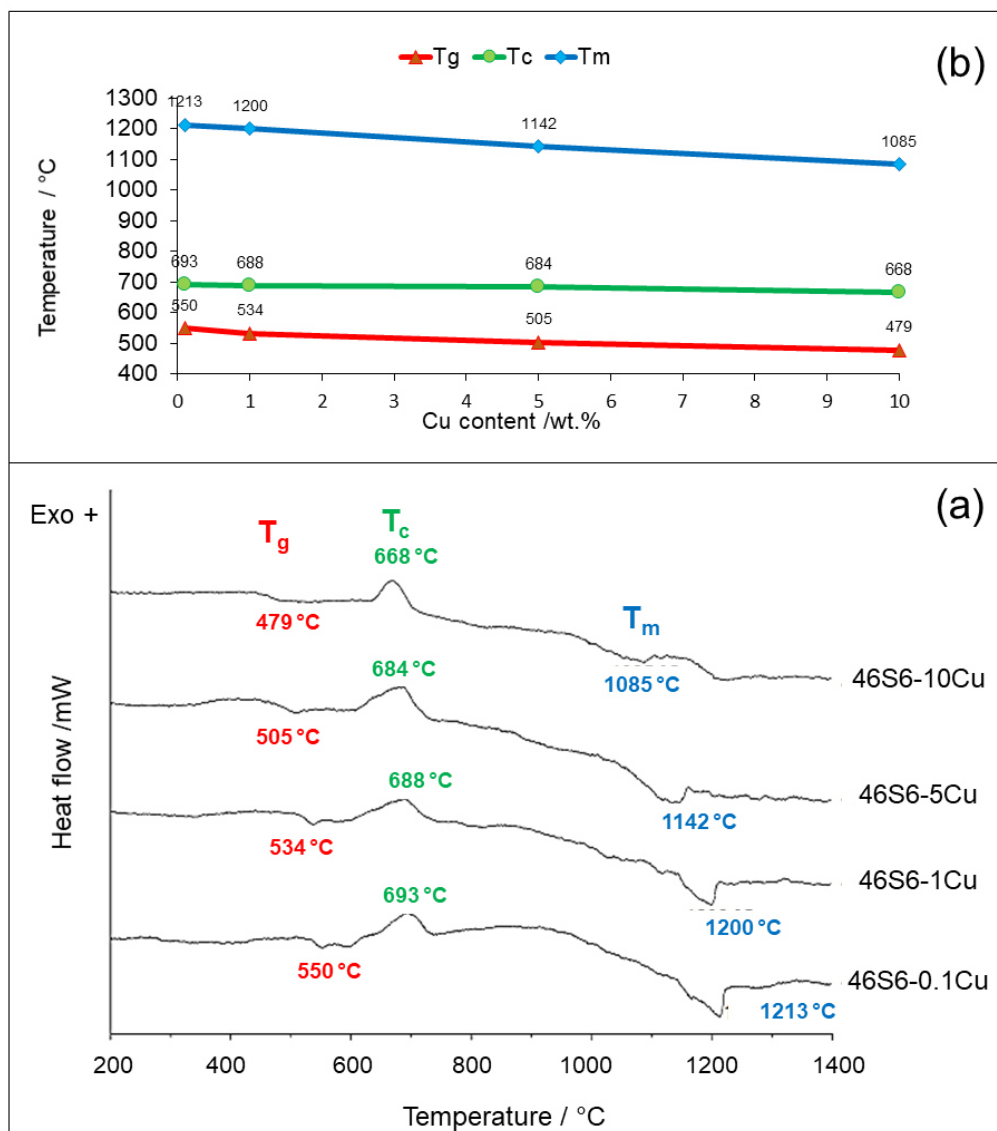 Tg Tc Tm
(b)
Temperature / °C
1300
1200
1100
1000
900
800
700
600
500
400
1213
1200
1142
1085
693
688
684
668
550
534
505
479
0 1 2 3 4 5 6 7 8 9 10
Cu content /wt.%
(a)
Exo +
Heat flow /mW
Tg
Tc
668 °C
479 °C
Tm
1085 °C
46S6-10Cu
684 °C
505 °C
1142 °C
46S6-5Cu
688 °C
534 °C
1200 °C
46S6-1Cu
693 °C
550 °C
1213 °C
46S6-0.1Cu
200 400 600 800 1000 1200 1400
Temperature / °C